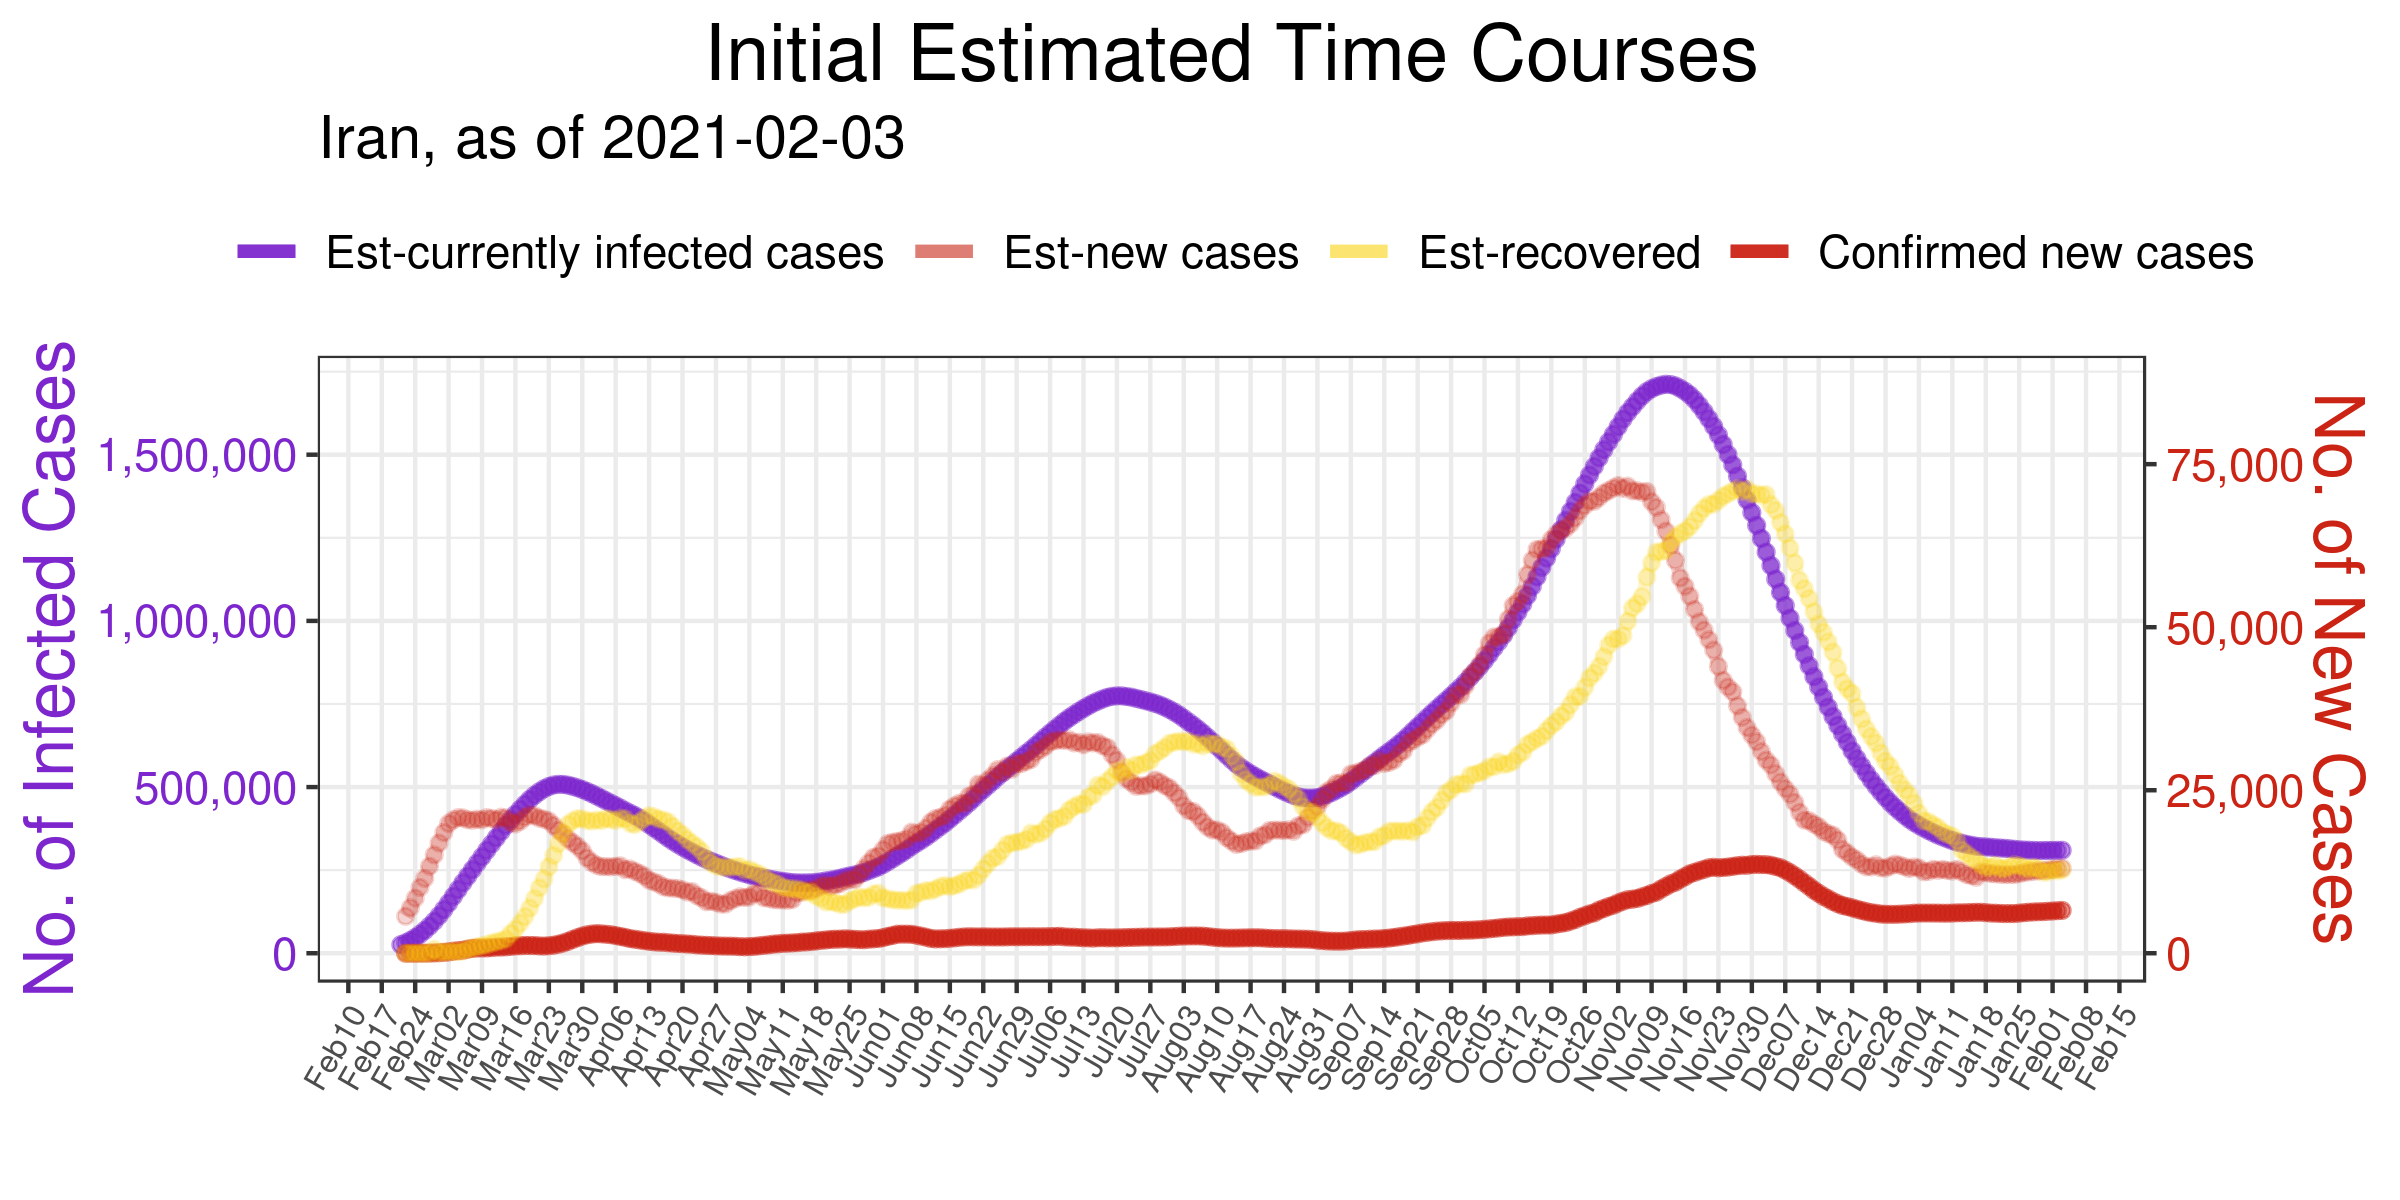 Initial Estimated Time Courses
Iran, as of 2021-02-03
Est-currently infected cases Est-new cases Est-recovered Confirmed new cases
No. of Infected Cases
1,500,000
1,000,000
500,000
0
No. of New Cases
75,000
50,000
25,000
0
Feb10 Feb17 Feb24 Mar02 Mar09 Mar16 Mar23 Mar30 Apr06 Apr13 Apr20 Apr27 May04 May11 May18 May25 Jun01 Jun08 Jun15 Jun22 Jun29 Jul06 Jul13 Jul20 Jul27 Aug03 Aug10 Aug17 Aug24 Aug31 Sep07 Sep14 Sep21 Sep28 Oct05 Oct12 Oct19 Oct26 Nov02 Nov09 Nov16 Nov23 Nov30 Dec07 Dec14 Dec21 Dec28 Jan04 Jan11 Jan18 Jan25 Feb01 Feb08 Feb15